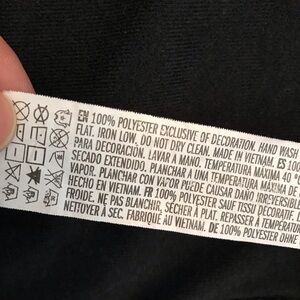 EN 100% POLYESTER EXCLUSIVE OF DECORATION. HAND WASH
FLAT. IRON LOW. DO NOT DRY CLEAN. MADE IN VIETNAM. ES 100
PARA DECORACIÓN. LAVAR A MANO. TEMPERATURA MÁXIMA 40 °
SECADO EXTENDIDO. PLANCHAR A UNA TEMPERATURA MÁXIMA DE
VAPOR. PLANCHAR CON VAPOR PUEDE CAUSAR DAÑO IRREVERSIBLE
HECHO EN VIETNAM. FR 100% POLYESTER SAUF TISSU DÉCORATIF.
FROIDE. NE PAS BLANCHIR. SÉCHER À PLAT. REPASSER À TEMPÉRATUR
NETTOYER À SEC. FABRIQUÉ AU VIETNAM. DE 100% POLYESTER OHNE